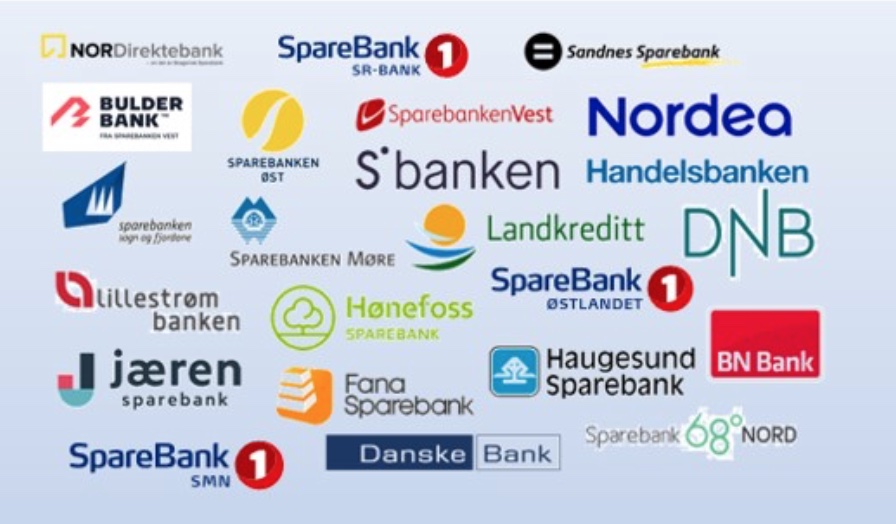 NORDirektebank
SpareBank 1
SR-BANK
Sandnes Sparebank
BULDER
BANK™
FRA SPAREBANKEN VEST
SPAREBANKEN
ØST
SparebankenVest
Nordea
S'banken
Handelsbanken
sparebanken
sogn og fjordane
SPAREBANKEN MØRE
Landkreditt
DNB
lillestrøm
banken
Hønefoss
SPAREBANK
SpareBank 1
ØSTLANDET
BN Bank
jæren
sparebank
Fana
Sparebank
Haugesund
Sparebank
SpareBank 1
SMN
Danske Bank
Sparebank 68° NORD